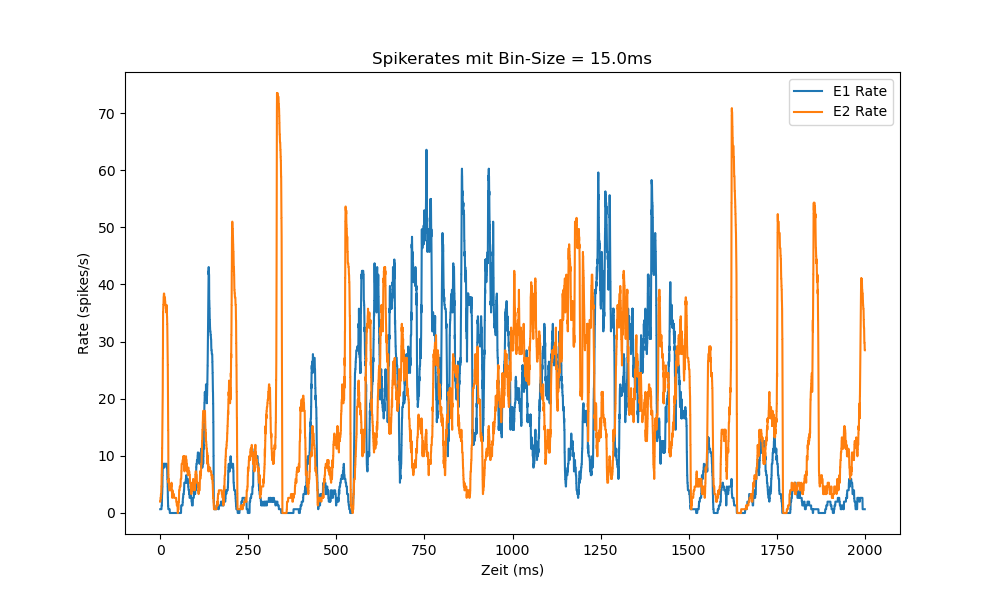 Spikerates mit Bin-Size = 15.0ms
E1 Rate
E2 Rate
Rate (spikes/s)
70
60
50
40
30
20
10
0
0 250 500 750 1000 1250 1500 1750 2000
Zeit (ms)